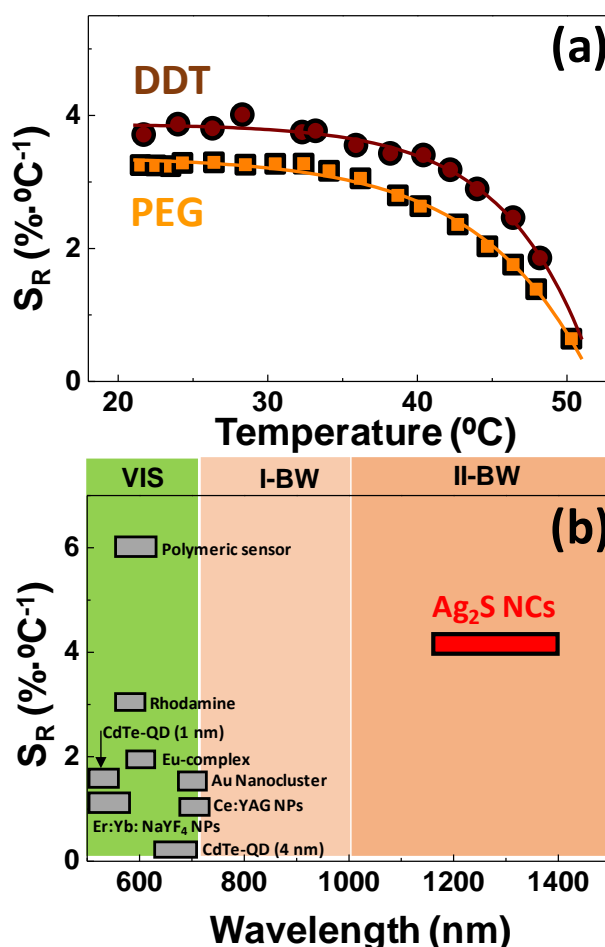 (a)
DDT
PEG
S_R (%·ºC⁻¹)
4
2
0
20 30 40 50
Temperature (ºC)
VIS I-BW II-BW
(b)
Polymeric sensor
Ag₂S NCs
Rhodamine
CdTe-QD (1 nm)
Eu-complex
Au Nanocluster
Ce:YAG NPs
Er:Yb: NaYF₄ NPs
CdTe-QD (4 nm)
S_R (%·ºC⁻¹)
6
4
2
0
600 800 1000 1200 1400
Wavelength (nm)